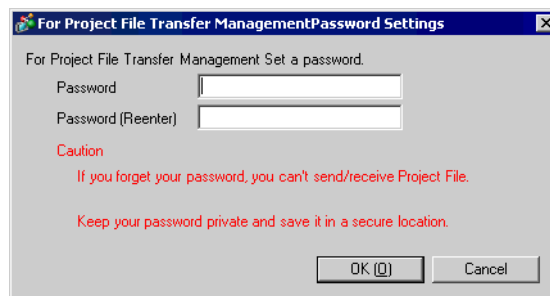 For Project File Transfer ManagementPassword Settings
For Project File Transfer Management Set a password.
Password
Password (Reenter)
Caution
If you forget your password, you can't send/receive Project File.
Keep your password private and save it in a secure location.
OK (O) Cancel